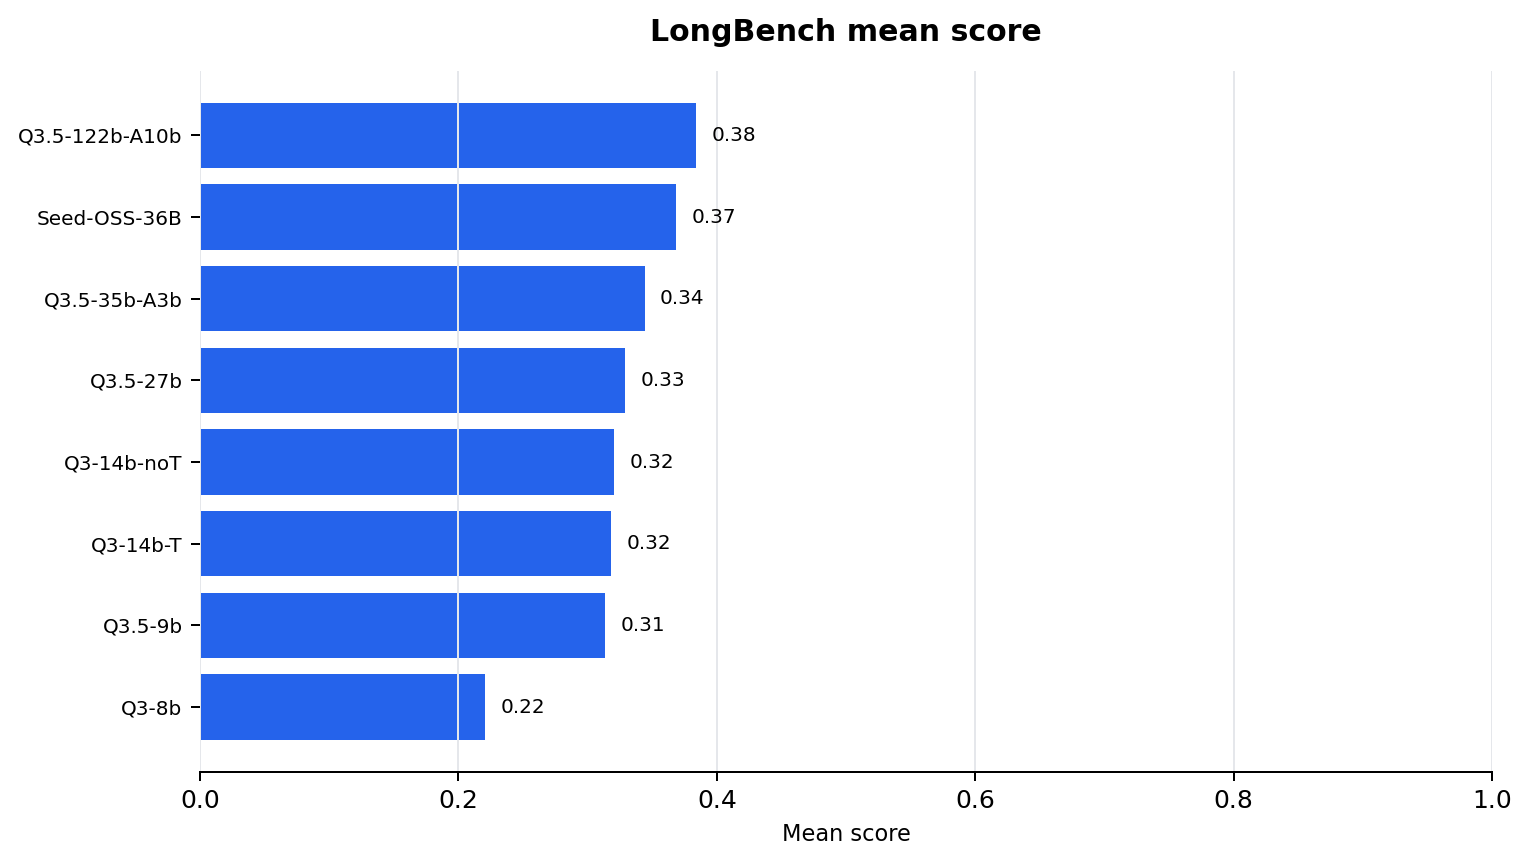 LongBench mean score
Q3.5-122b-A10b 0.38
Seed-OSS-36B 0.37
Q3.5-35b-A3b 0.34
Q3.5-27b 0.33
Q3-14b-noT 0.32
Q3-14b-T 0.32
Q3.5-9b 0.31
Q3-8b 0.22
0.0 0.2 0.4 0.6 0.8 1.0
Mean score